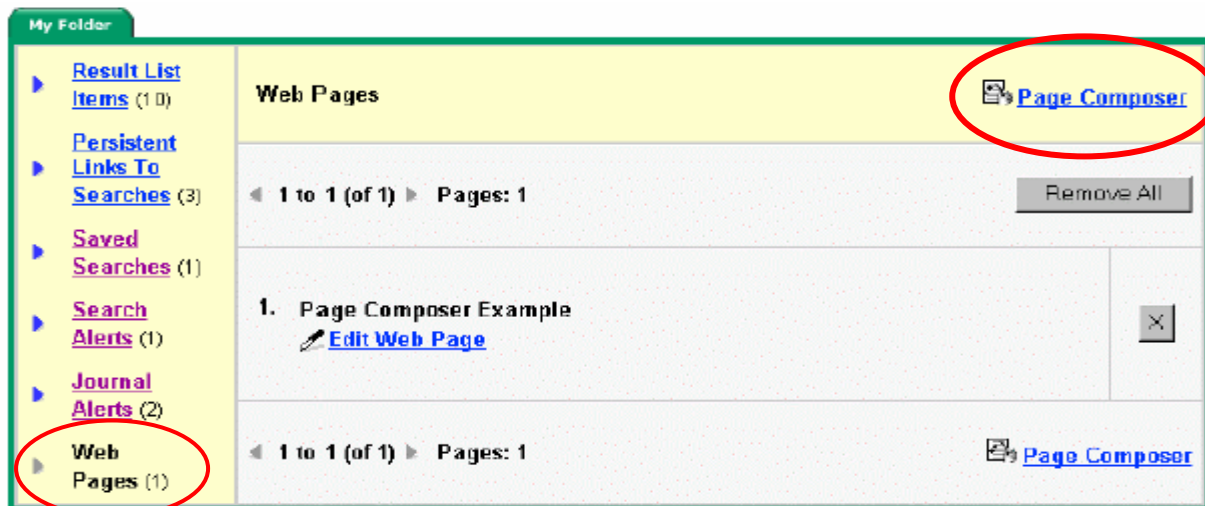 My Folder
Result List
Items (10)
Persistent
Links To
Searches (3)
Saved
Searches (1)
Search
Alerts (1)
Journal
Alerts (2)
Web
Pages (1)
Web Pages
Page Composer
1 to 1 (of 1) Pages: 1
Remove All
1. Page Composer Example
Edit Web Page
1 to 1 (of 1) Pages: 1
Page Composer